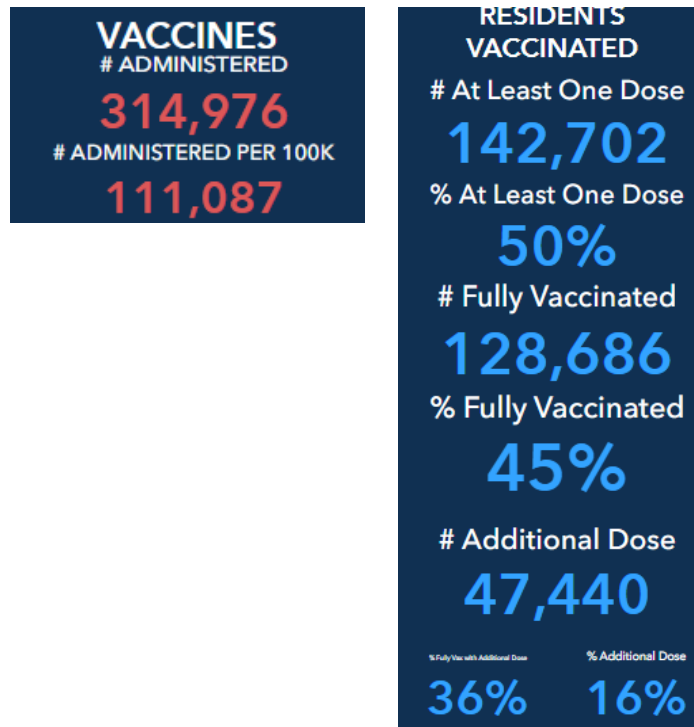 VACCINES
# ADMINISTERED
314,976
# ADMINISTERED PER 100K
111,087
RESIDENTS
VACCINATED
# At Least One Dose
142,702
% At Least One Dose
50%
# Fully Vaccinated
128,686
% Fully Vaccinated
45%
# Additional Dose
47,440
% Fully Vax with Additional Dose
36%
% Additional Dose
16%